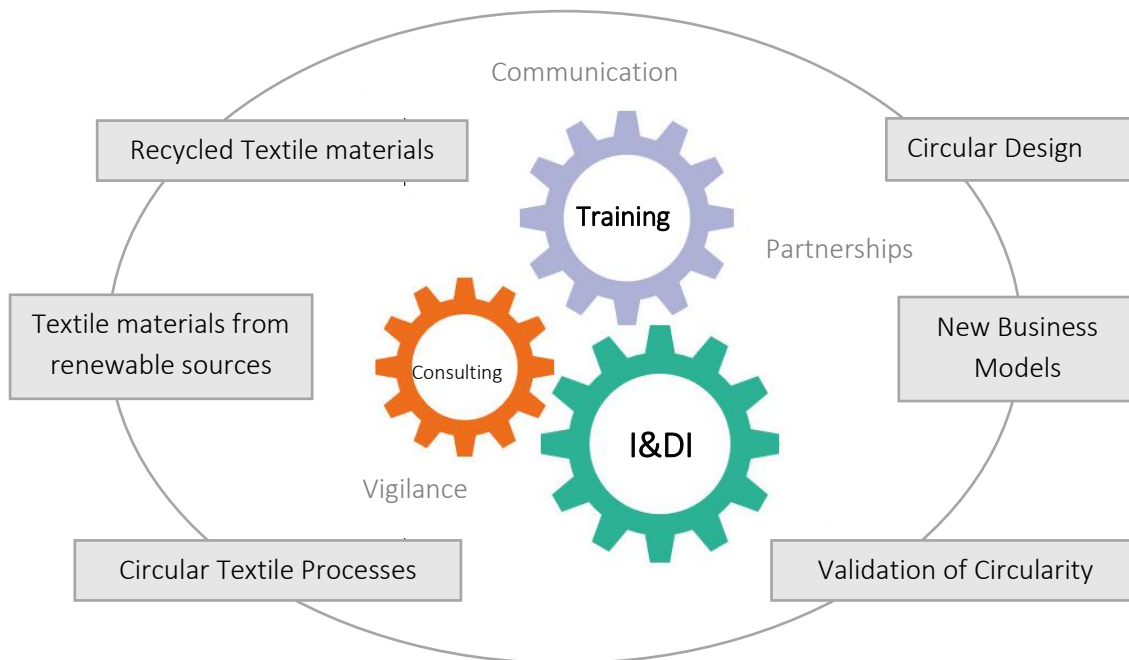 Communication
Recycled Textile materials
Circular Design
Training
Partnerships
Textile materials from
renewable sources
New Business
Models
Consulting
I&DI
Vigilance
Circular Textile Processes
Validation of Circularity